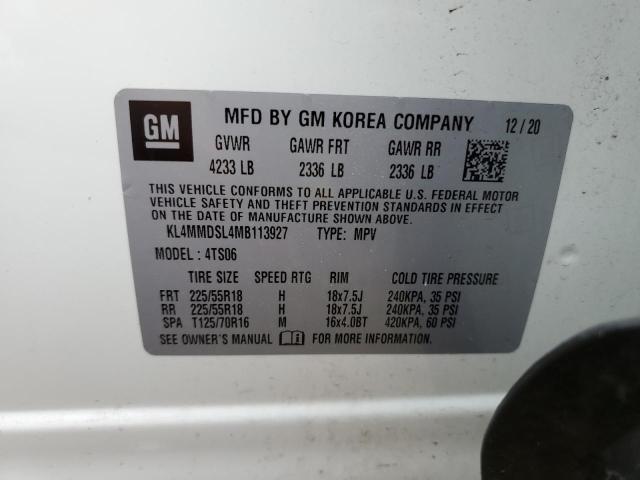 GM MFD BY GM KOREA COMPANY 12/20
GVWR GAWR FRT GAWR RR
4233 LB 2336 LB 2336 LB
THIS VEHICLE CONFORMS TO ALL APPLICABLE U.S. FEDERAL MOTOR
VEHICLE SAFETY AND THEFT PREVENTION STANDARDS IN EFFECT
ON THE DATE OF MANUFACTURE SHOWN ABOVE.
KL4MMDSL4MB113927 TYPE: MPV
MODEL: 4TS06
TIRE SIZE SPEED RTG RIM COLD TIRE PRESSURE
FRT 225/55R18 H 18x7.5J 240KPA, 35 PSI
RR 225/55R18 H 18x7.5J 240KPA, 35 PSI
SPA T125/70R16 M 16x4.0BT 420KPA, 60 PSI
SEE OWNER'S MANUAL FOR MORE INFORMATION.